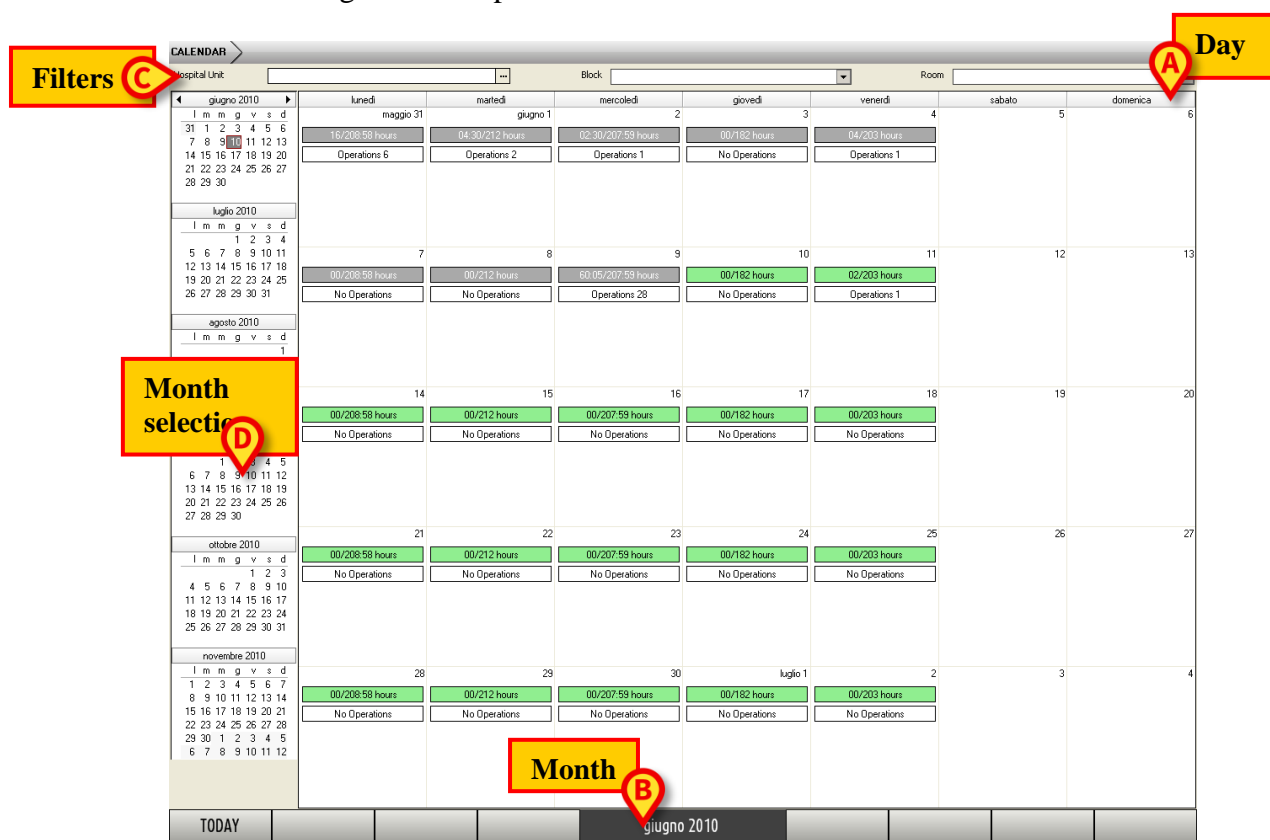 CALENDAR
Day
A
Filters
C
Hospital Unit ... Block Room
giugno 2010
l m m g v s d
31 1 2 3 4 5 6
7 8 9 10 11 12 13
14 15 16 17 18 19 20
21 22 23 24 25 26 27
28 29 30
luglio 2010
l m m g v s d
1 2 3 4
5 6 7 8 9 10 11
12 13 14 15 16 17 18
19 20 21 22 23 24 25
26 27 28 29 30 31
agosto 2010
l m m g v s d
1
Month
selectio
D
4 5
6 7 8 9 10 11 12
13 14 15 16 17 18 19
20 21 22 23 24 25 26
27 28 29 30
ottobre 2010
l m m g v s d
1 2 3
4 5 6 7 8 9 10
11 12 13 14 15 16 17
18 19 20 21 22 23 24
25 26 27 28 29 30 31
novembre 2010
l m m g v s d
1 2 3 4 5 6 7
8 9 10 11 12 13 14
15 16 17 18 19 20 21
22 23 24 25 26 27 28
29 30 1 2 3 4 5
6 7 8 9 10 11 12
lunedì martedì mercoledì giovedì venerdì sabato domenica
maggio 31 giugno 1 2 3 4 5 6
16/208:58 hours 04:30/212 hours 02:30/207:59 hours 00/182 hours 04/203 hours
Operations 6 Operations 2 Operations 1 No Operations Operations 1
7 8 9 10 11 12 13
00/208:58 hours 00/212 hours 60:05/207:59 hours 00/182 hours 02/203 hours
No Operations No Operations Operations 28 No Operations Operations 1
14 15 16 17 18 19 20
00/208:58 hours 00/212 hours 00/207:59 hours 00/182 hours 00/203 hours
No Operations No Operations No Operations No Operations No Operations
21 22 23 24 25 26 27
00/208:58 hours 00/212 hours 00/207:59 hours 00/182 hours 00/203 hours
No Operations No Operations No Operations No Operations No Operations
28 29 30 luglio 1 2 3 4
00/208:58 hours 00/212 hours 00/207:59 hours 00/182 hours 00/203 hours
No Operations No Operations No Operations No Operations No Operations
Month
B
TODAY giugno 2010